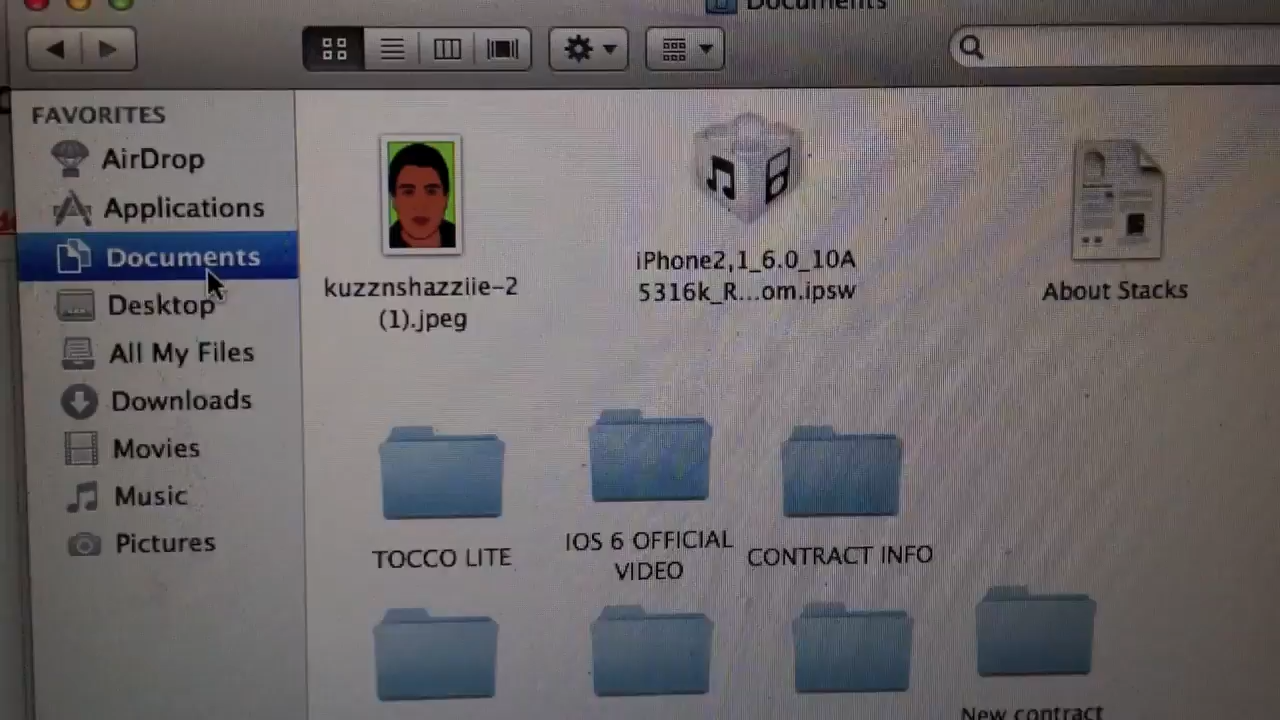 Documents
FAVORITES
AirDrop
Applications
Documents
Desktop
All My Files
Downloads
Movies
Music
Pictures
kuzznshazziie-2
(1).jpeg
iPhone2,1_6.0_10A
5316k_R...om.ipsw
About Stacks
TOCCO LITE
IOS 6 OFFICIAL
VIDEO
CONTRACT INFO
New contract